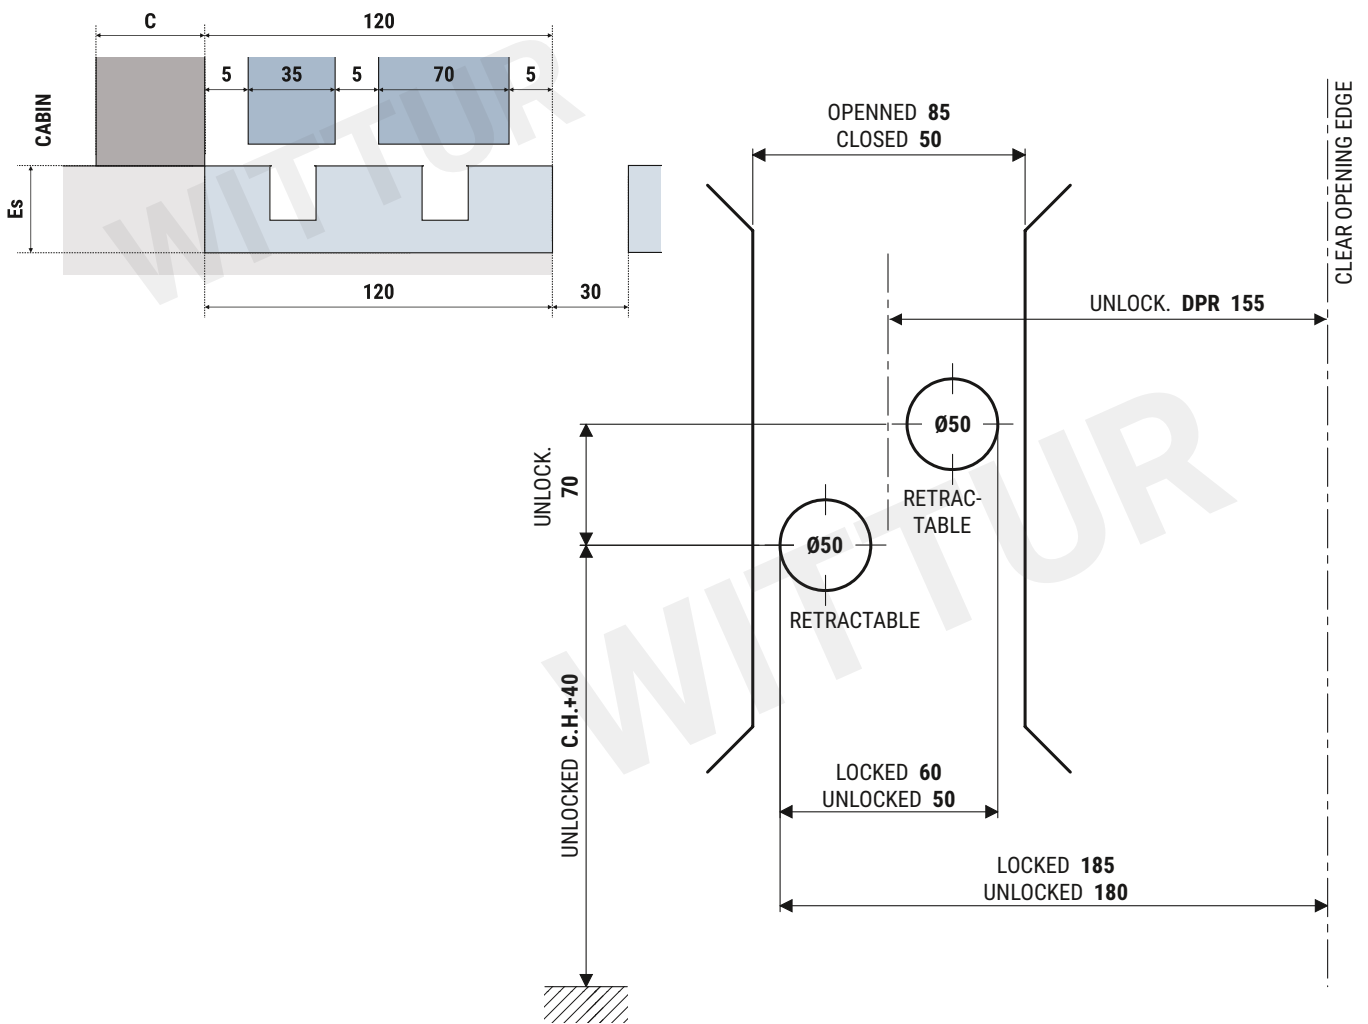 C 120
5 35 5 70 5
CABIN
Es
120 30
OPENNED 85
CLOSED 50
CLEAR OPENING EDGE
UNLOCK. DPR 155
Ø50
UNLOCK.
70
RETRAC-
TABLE
Ø50
RETRACTABLE
UNLOCKED C.H.+40
LOCKED 60
UNLOCKED 50
LOCKED 185
UNLOCKED 180
WITTUR
WITTUR